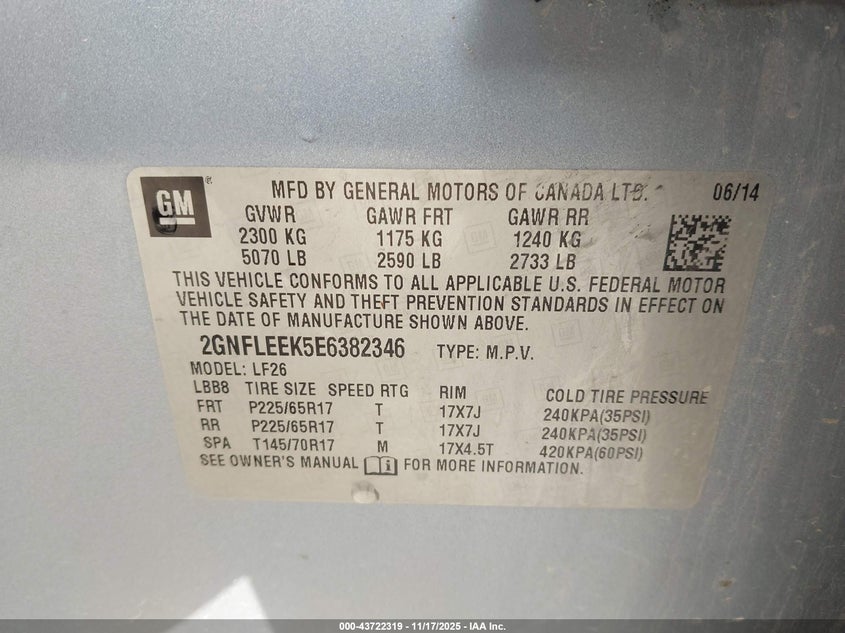 GM
MFD BY GENERAL MOTORS OF CANADA LTD. 06/14
GVWR GAWR FRT GAWR RR
2300 KG 1175 KG 1240 KG
5070 LB 2590 LB 2733 LB
THIS VEHICLE CONFORMS TO ALL APPLICABLE U.S. FEDERAL MOTOR
VEHICLE SAFETY AND THEFT PREVENTION STANDARDS IN EFFECT ON
THE DATE OF MANUFACTURE SHOWN ABOVE.
2GNFLEEK5E6382346 TYPE: M.P.V.
MODEL: LF26
LBB8 TIRE SIZE SPEED RTG RIM COLD TIRE PRESSURE
FRT P225/65R17 T 17X7J 240KPA(35PSI)
RR P225/65R17 T 17X7J 240KPA(35PSI)
SPA T145/70R17 M 17X4.5T 420KPA(60PSI)
SEE OWNER'S MANUAL FOR MORE INFORMATION.
000-43722319 - 11/17/2025 - IAA Inc.